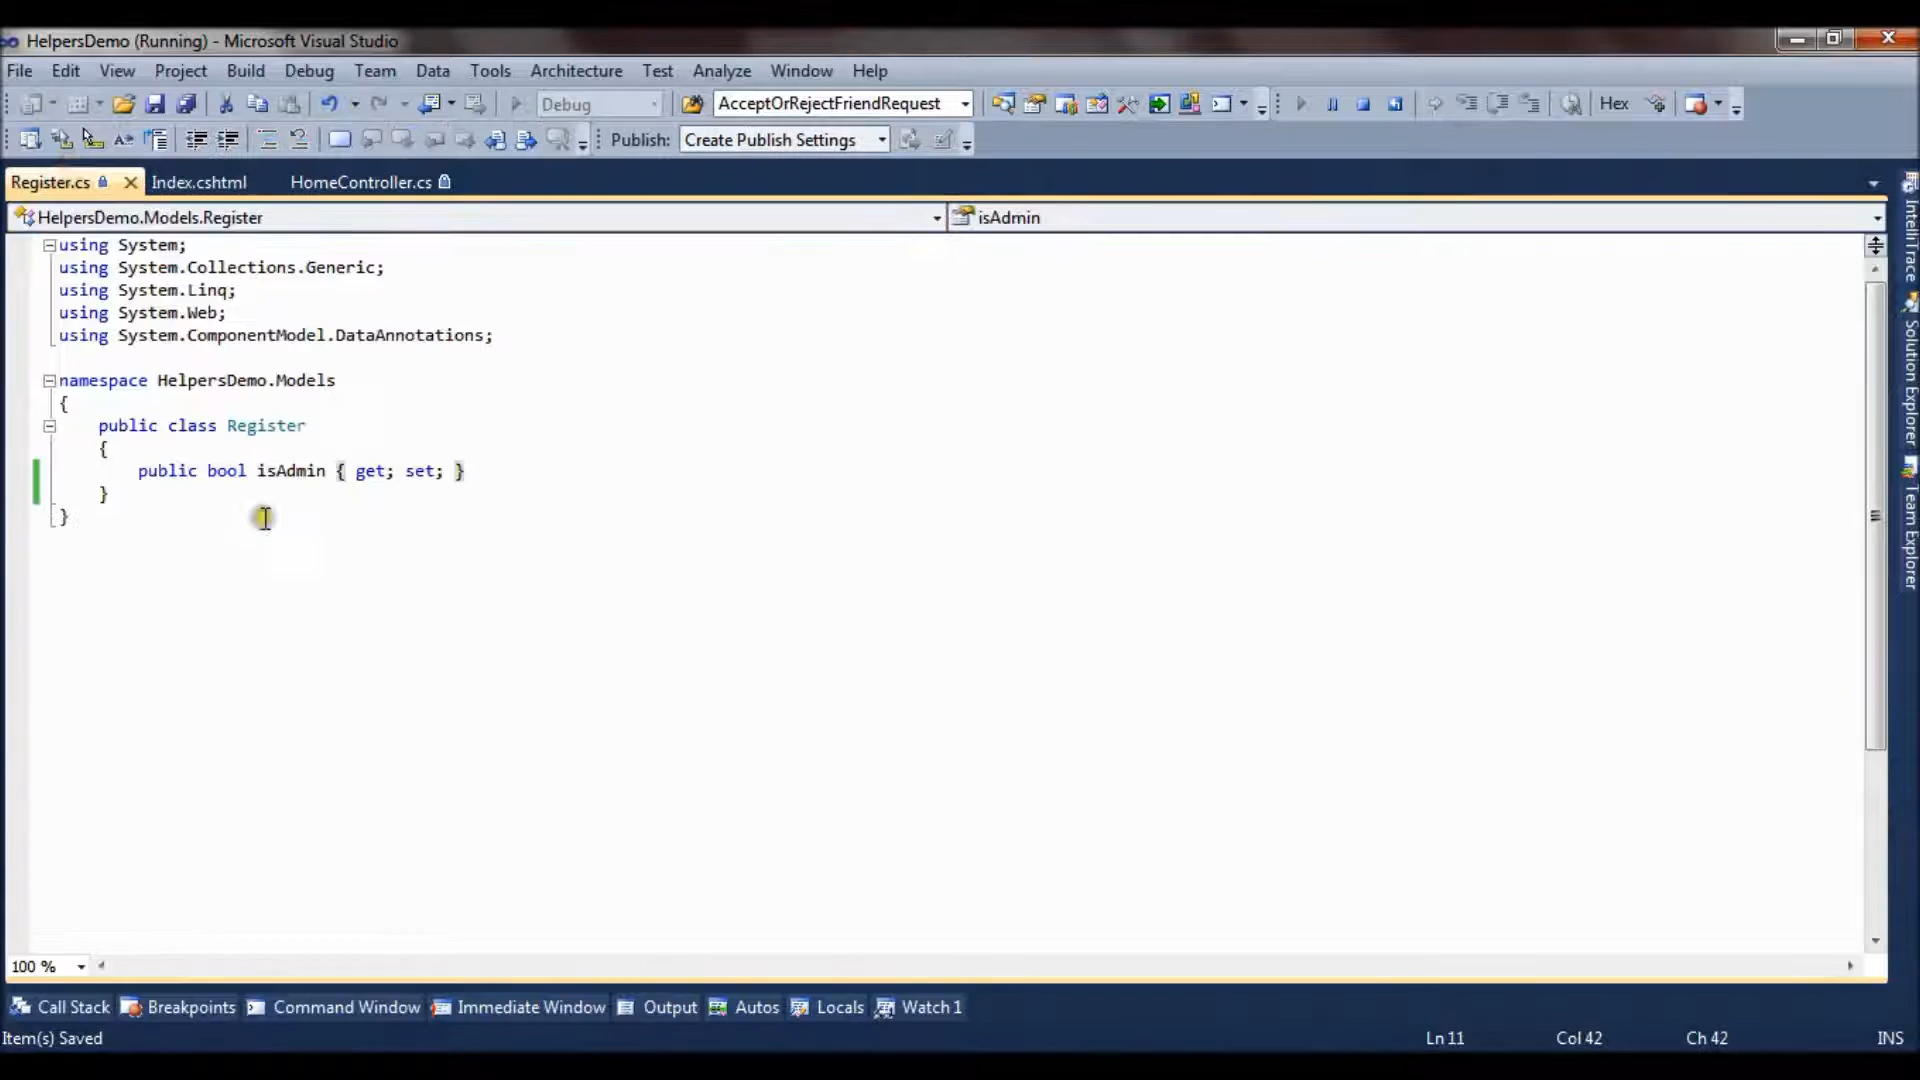 HelpersDemo (Running) - Microsoft Visual Studio
File Edit View Project Build Debug Team Data Tools Architecture Test Analyze Window Help
Debug AcceptOrRejectFriendRequest Hex
Publish: Create Publish Settings
Register.cs Index.cshtml HomeController.cs
HelpersDemo.Models.Register isAdmin
using System;
using System.Collections.Generic;
using System.Linq;
using System.Web;
using System.ComponentModel.DataAnnotations;
namespace HelpersDemo.Models
{
public class Register
{
public bool isAdmin { get; set; }
}
}
IntelliTrace
Solution Explorer
Team Explorer
100 %
Call Stack Breakpoints Command Window Immediate Window Output Autos Locals Watch 1
Item(s) Saved Ln 11 Col 42 Ch 42 INS